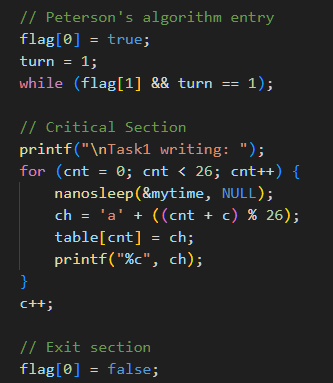 // Peterson's algorithm entry
flag[0] = true;
turn = 1;
while (flag[1] && turn == 1);

// Critical Section
printf("\nTask1 writing: ");
for (cnt = 0; cnt < 26; cnt++) {
    nanosleep(&mytime, NULL);
    ch = 'a' + ((cnt + c) % 26);
    table[cnt] = ch;
    printf("%c", ch);
}
c++;

// Exit section
flag[0] = false;